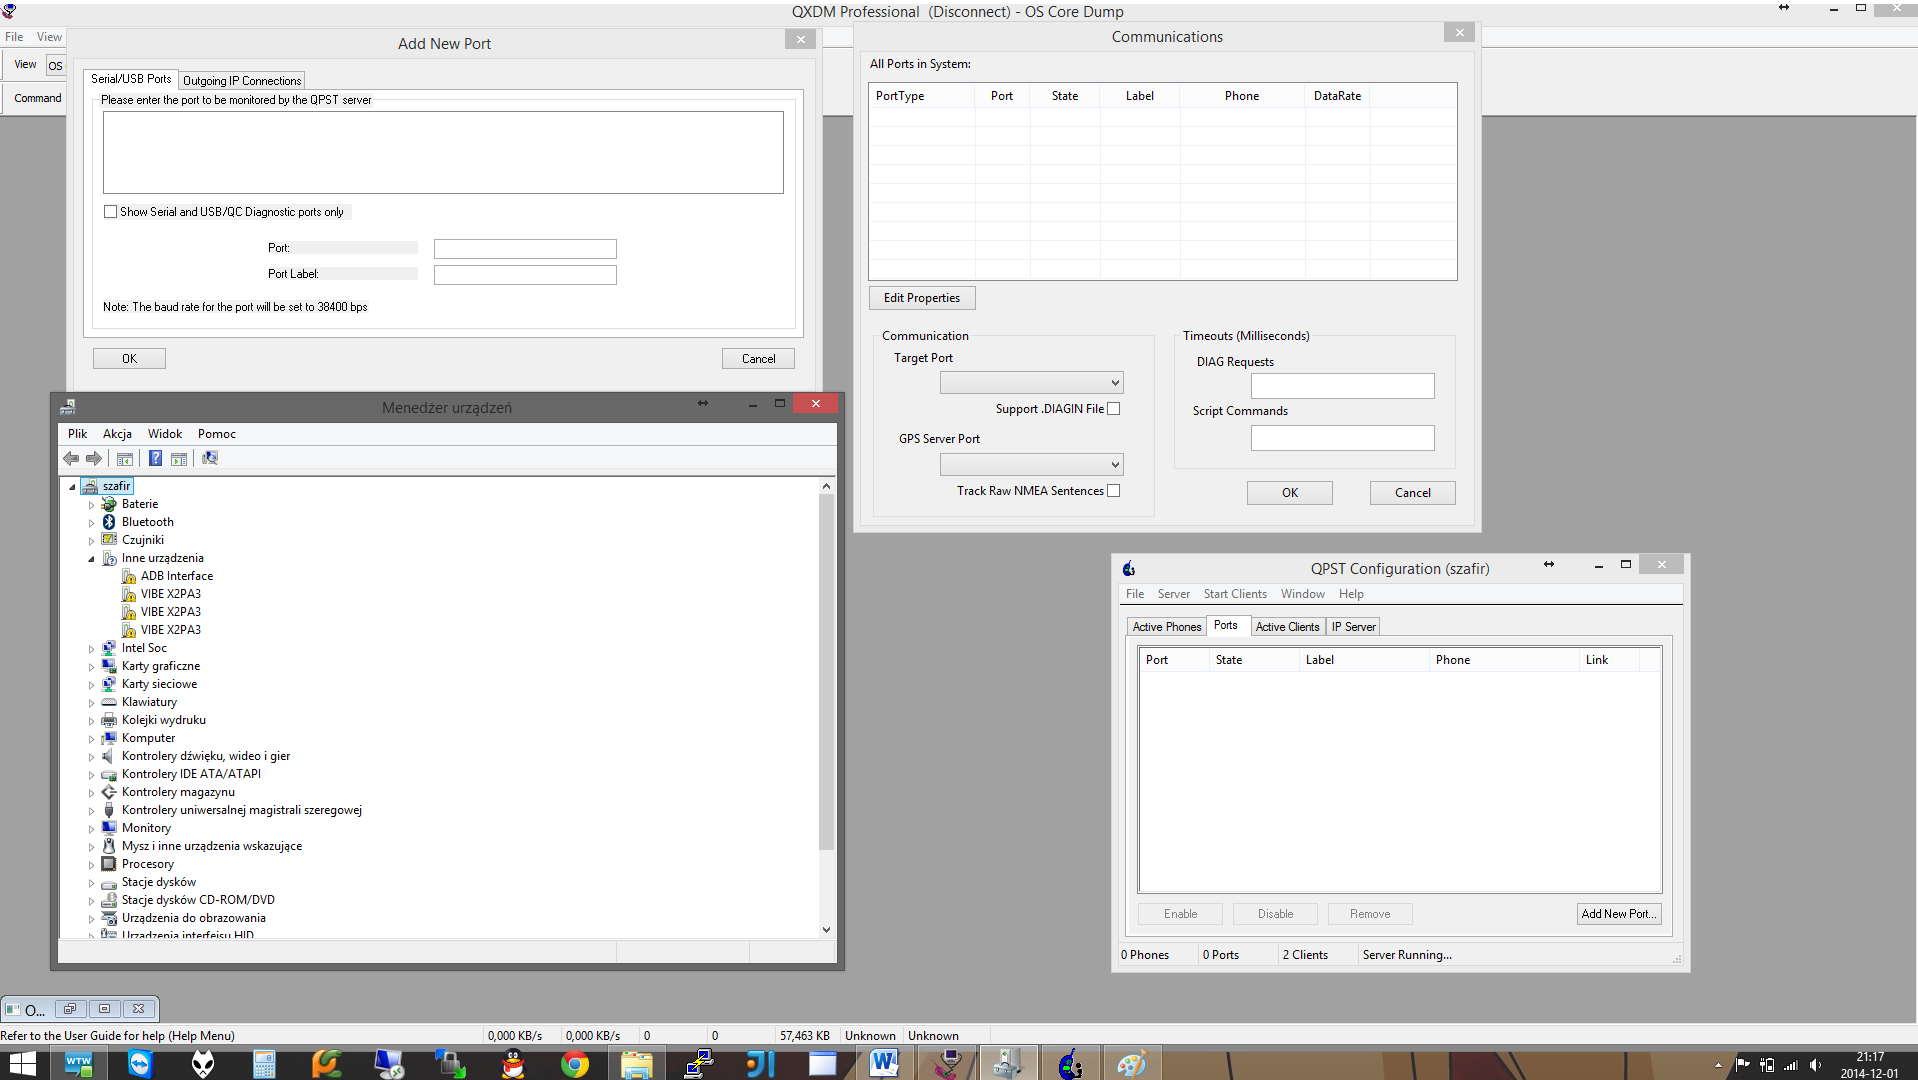 QXDM Professional (Disconnect) - OS Core Dump
File View
View OS
Command
Add New Port
Serial/USB Ports Outgoing IP Connections
Please enter the port to be monitored by the QPST server
Show Serial and USB/QC Diagnostic ports only
Port:
Port Label:
Note: The baud rate for the port will be set to 38400 bps
OK Cancel
Communications
All Ports in System:
PortType Port State Label Phone DataRate
Edit Properties
Communication
Target Port
Support .DIAGIN File
GPS Server Port
Track Raw NMEA Sentences
Timeouts (Milliseconds)
DIAG Requests
Script Commands
OK Cancel
Menedżer urządzeń
Plik Akcja Widok Pomoc
szafir
Baterie
Bluetooth
Czujniki
Inne urządzenia
ADB Interface
VIBE X2PA3
VIBE X2PA3
VIBE X2PA3
Intel Soc
Karty graficzne
Karty sieciowe
Klawiatury
Kolejki wydruku
Komputer
Kontrolery dźwięku, wideo i gier
Kontrolery IDE ATA/ATAPI
Kontrolery magazynu
Kontrolery uniwersalnej magistrali szeregowej
Monitory
Mysz i inne urządzenia wskazujące
Procesory
Stacje dysków
Stacje dysków CD-ROM/DVD
Urządzenia do obrazowania
Urządzenia interfejsu HID
QPST Configuration (szafir)
File Server Start Clients Window Help
Active Phones Ports Active Clients IP Server
Port State Label Phone Link
Enable Disable Remove Add New Port...
0 Phones 0 Ports 2 Clients Server Running...
O...
Refer to the User Guide for help (Help Menu) 0,000 KB/s 0,000 KB/s 0 0 57,463 KB Unknown Unknown
WTW
21:17
2014-12-01